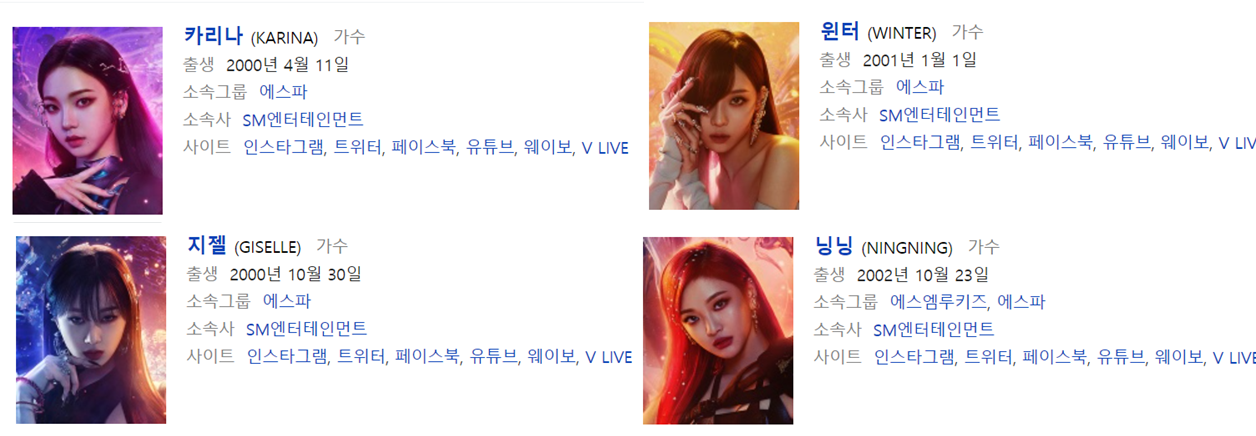 카리나 (KARINA) 가수
출생 2000년 4월 11일
소속그룹 에스파
소속사 SM엔터테인먼트
사이트 인스타그램, 트위터, 페이스북, 유튜브, 웨이보, V LIVE
윈터 (WINTER) 가수
출생 2001년 1월 1일
소속그룹 에스파
소속사 SM엔터테인먼트
사이트 인스타그램, 트위터, 페이스북, 유튜브, 웨이보, V LIV
지젤 (GISELLE) 가수
출생 2000년 10월 30일
소속그룹 에스파
소속사 SM엔터테인먼트
사이트 인스타그램, 트위터, 페이스북, 유튜브, 웨이보, V LIVE
닝닝 (NINGNING) 가수
출생 2002년 10월 23일
소속그룹 에스엠루키즈, 에스파
소속사 SM엔터테인먼트
사이트 인스타그램, 트위터, 페이스북, 유튜브, 웨이보, V LIVE